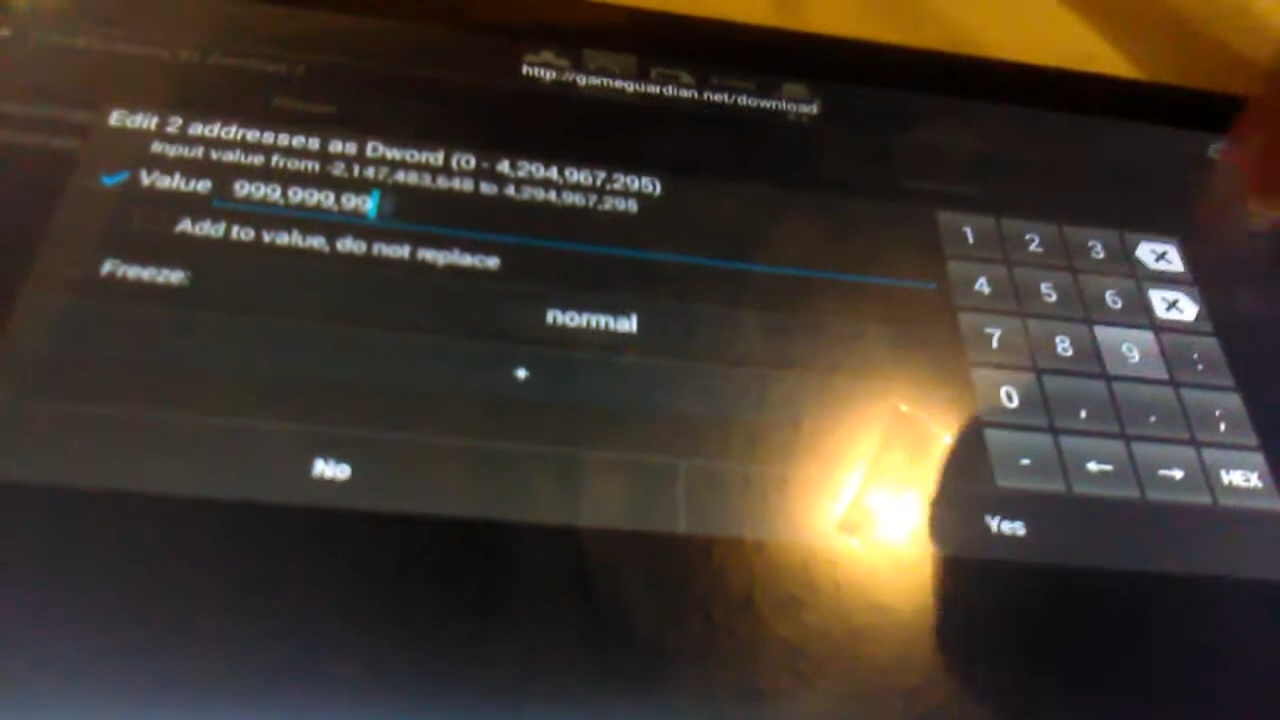 http://gameguardian.net/download
Edit 2 addresses as Dword (0 - 4,294,967,295)
Input value from -2,147,483,648 to 4,294,967,295
Value 999,999,99
Add to value, do not replace
Freeze:
normal
+
1 2 3
4 5 6
7 8 9 :
0 , . ;
- ← → HEX
No Yes